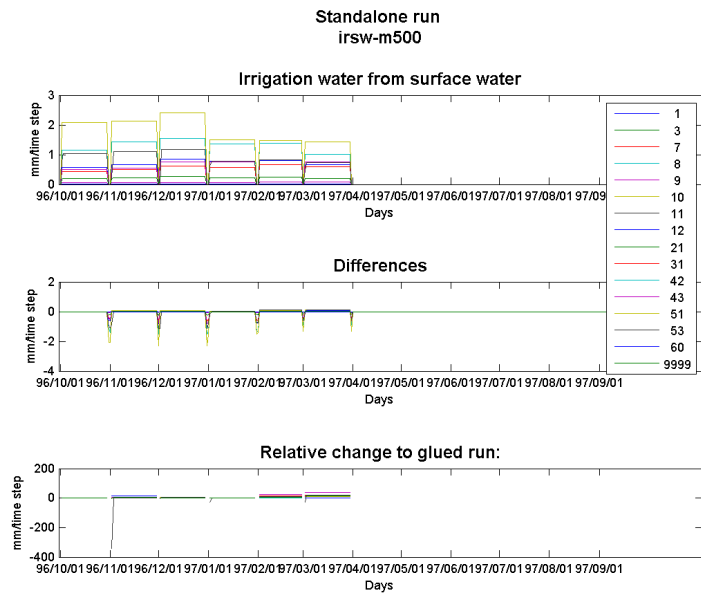 Standalone run
irsw-m500
Irrigation water from surface water
3
2
1
0
mm/time step
96/10/01 96/11/01 96/12/01 97/01/01 97/02/01 97/03/01 97/04/01 97/05/01 97/06/01 97/07/01 97/08/01 97/09
Days
1
3
7
8
9
10
11
12
21
31
42
43
51
53
60
9999
Differences
2
0
-2
-4
mm/time step
96/10/01 96/11/01 96/12/01 97/01/01 97/02/01 97/03/01 97/04/01 97/05/01 97/06/01 97/07/01 97/08/01 97/09/01
Days
Relative change to glued run:
200
0
-200
-400
mm/time step
96/10/01 96/11/01 96/12/01 97/01/01 97/02/01 97/03/01 97/04/01 97/05/01 97/06/01 97/07/01 97/08/01 97/09/01
Days